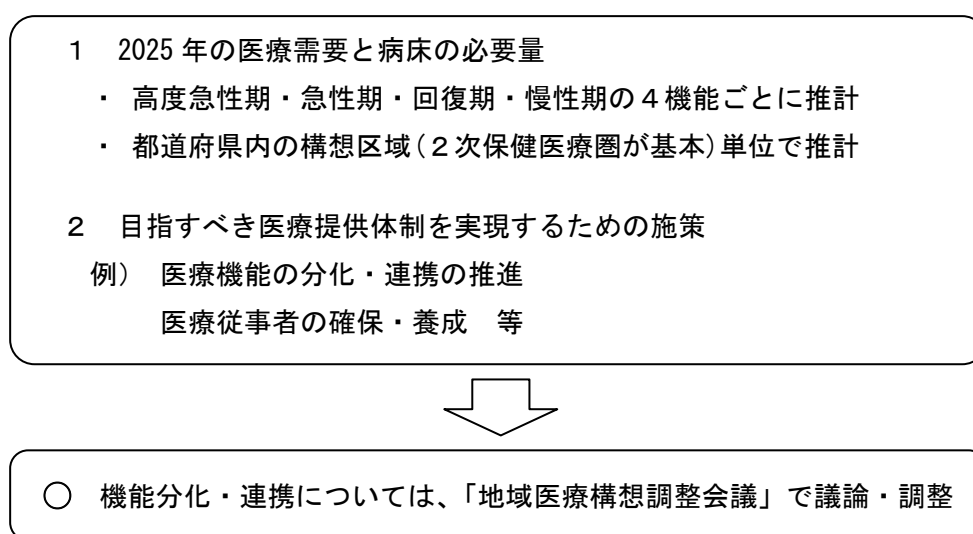 １　2025 年の医療需要と病床の必要量
・ 高度急性期・急性期・回復期・慢性期の４機能ごとに推計
・ 都道府県内の構想区域(２次保健医療圏が基本)単位で推計
２　目指すべき医療提供体制を実現するための施策
例）　医療機能の分化・連携の推進
医療従事者の確保・養成　等
○　機能分化・連携については、「地域医療構想調整会議」で議論・調整